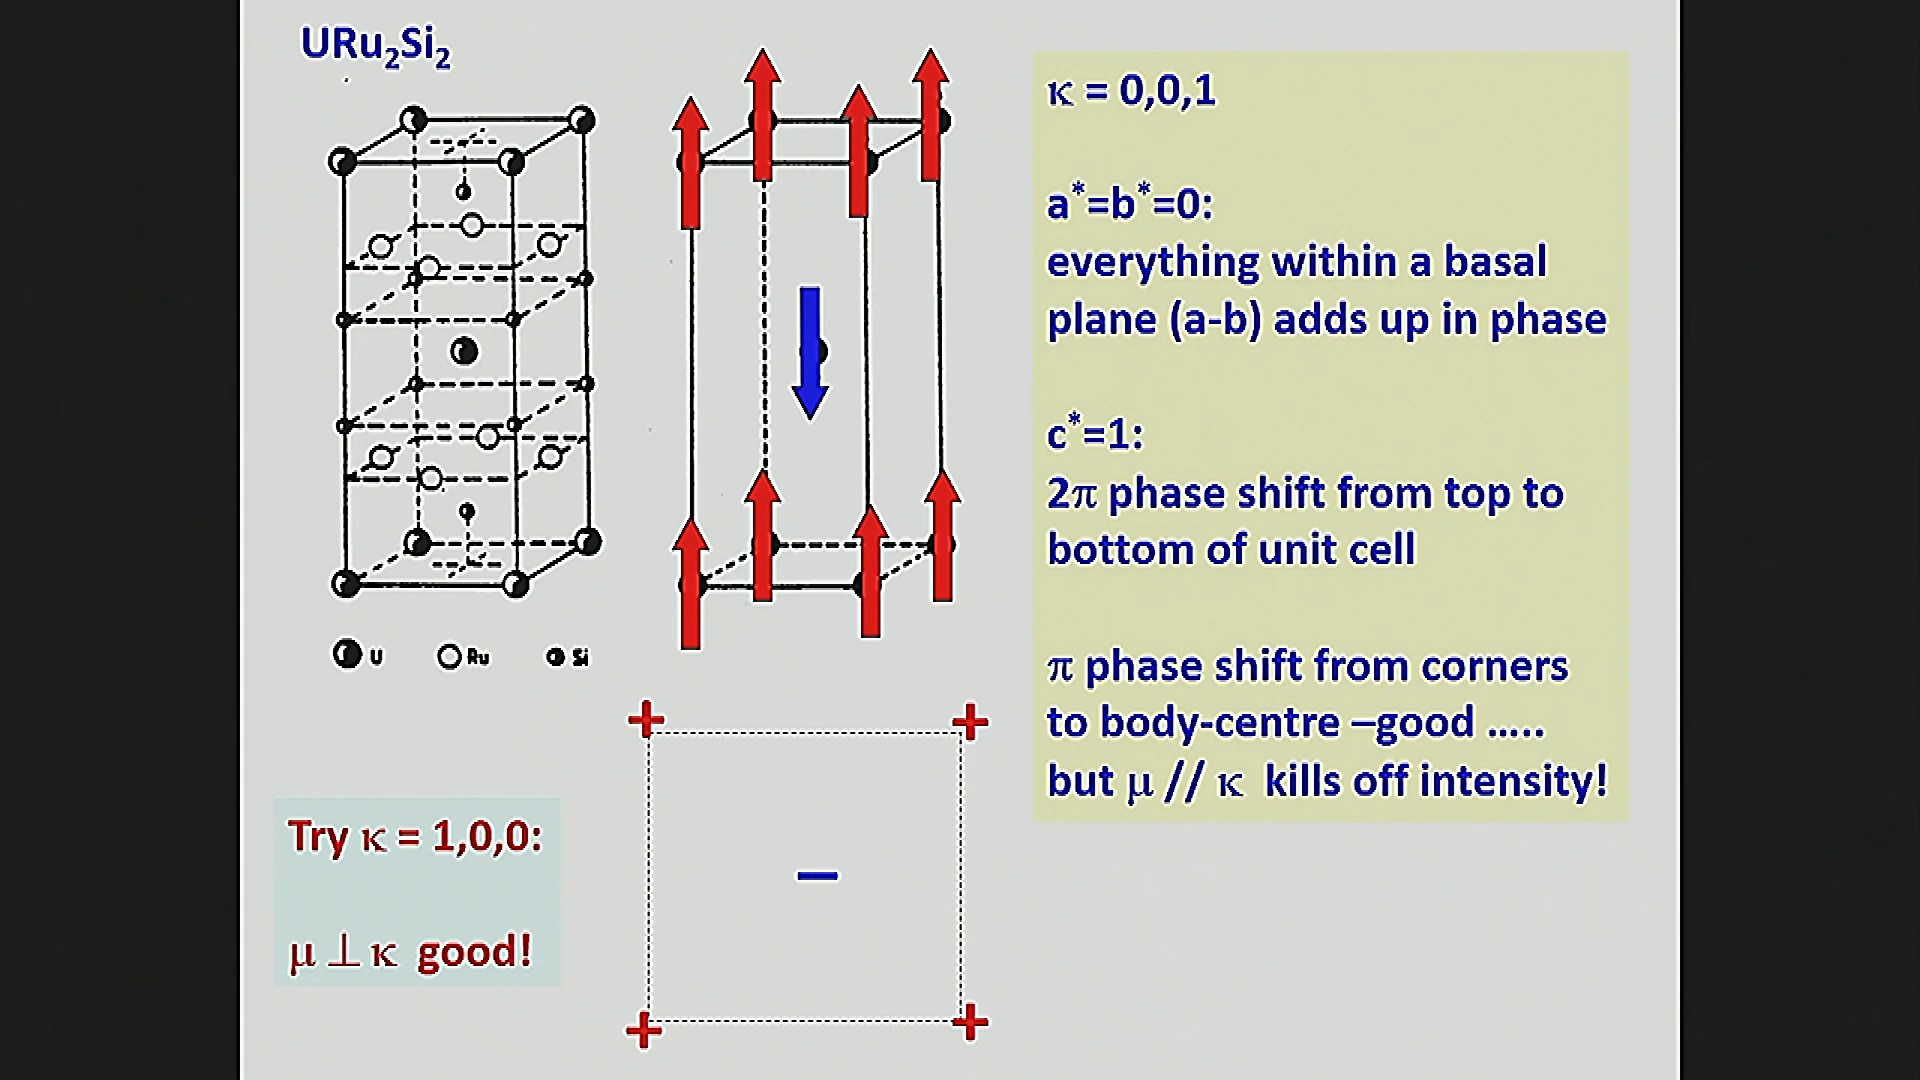 URu₂Si₂
κ = 0,0,1
a*=b*=0:
everything within a basal
plane (a-b) adds up in phase
c*=1:
2π phase shift from top to
bottom of unit cell
π phase shift from corners
to body-centre –good .....
but μ // κ kills off intensity!
U Ru Si
+ +
–
+ +
Try κ = 1,0,0:
μ ⊥ κ good!